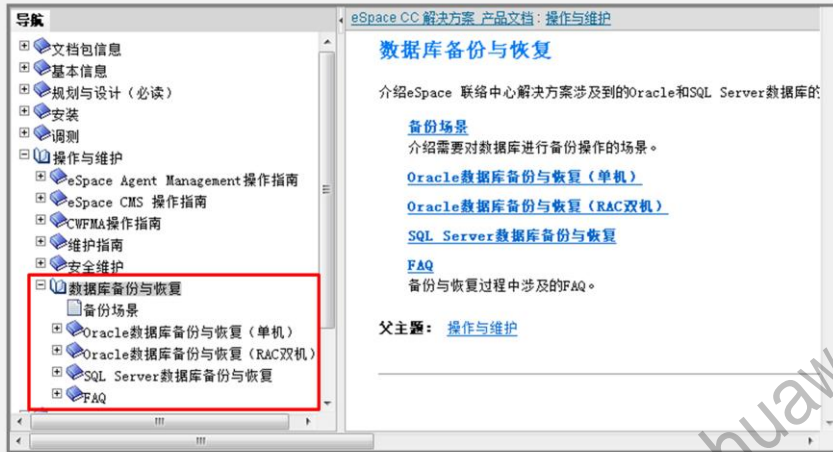 导航
文档包信息
基本信息
规划与设计（必读）
安装
调测
操作与维护
eSpace Agent Management操作指南
eSpace CMS 操作指南
CWFMA操作指南
维护指南
安全维护
数据库备份与恢复
备份场景
Oracle数据库备份与恢复（单机）
Oracle数据库备份与恢复（RAC双机）
SQL Server数据库备份与恢复
FAQ
eSpace CC 解决方案 产品文档：操作与维护
数据库备份与恢复
介绍eSpace 联络中心解决方案涉及到的Oracle和SQL Server数据库的
备份场景
介绍需要对数据库进行备份操作的场景。
Oracle数据库备份与恢复（单机）
Oracle数据库备份与恢复（RAC双机）
SQL Server数据库备份与恢复
FAQ
备份与恢复过程中涉及的FAQ。
父主题： 操作与维护
huaw